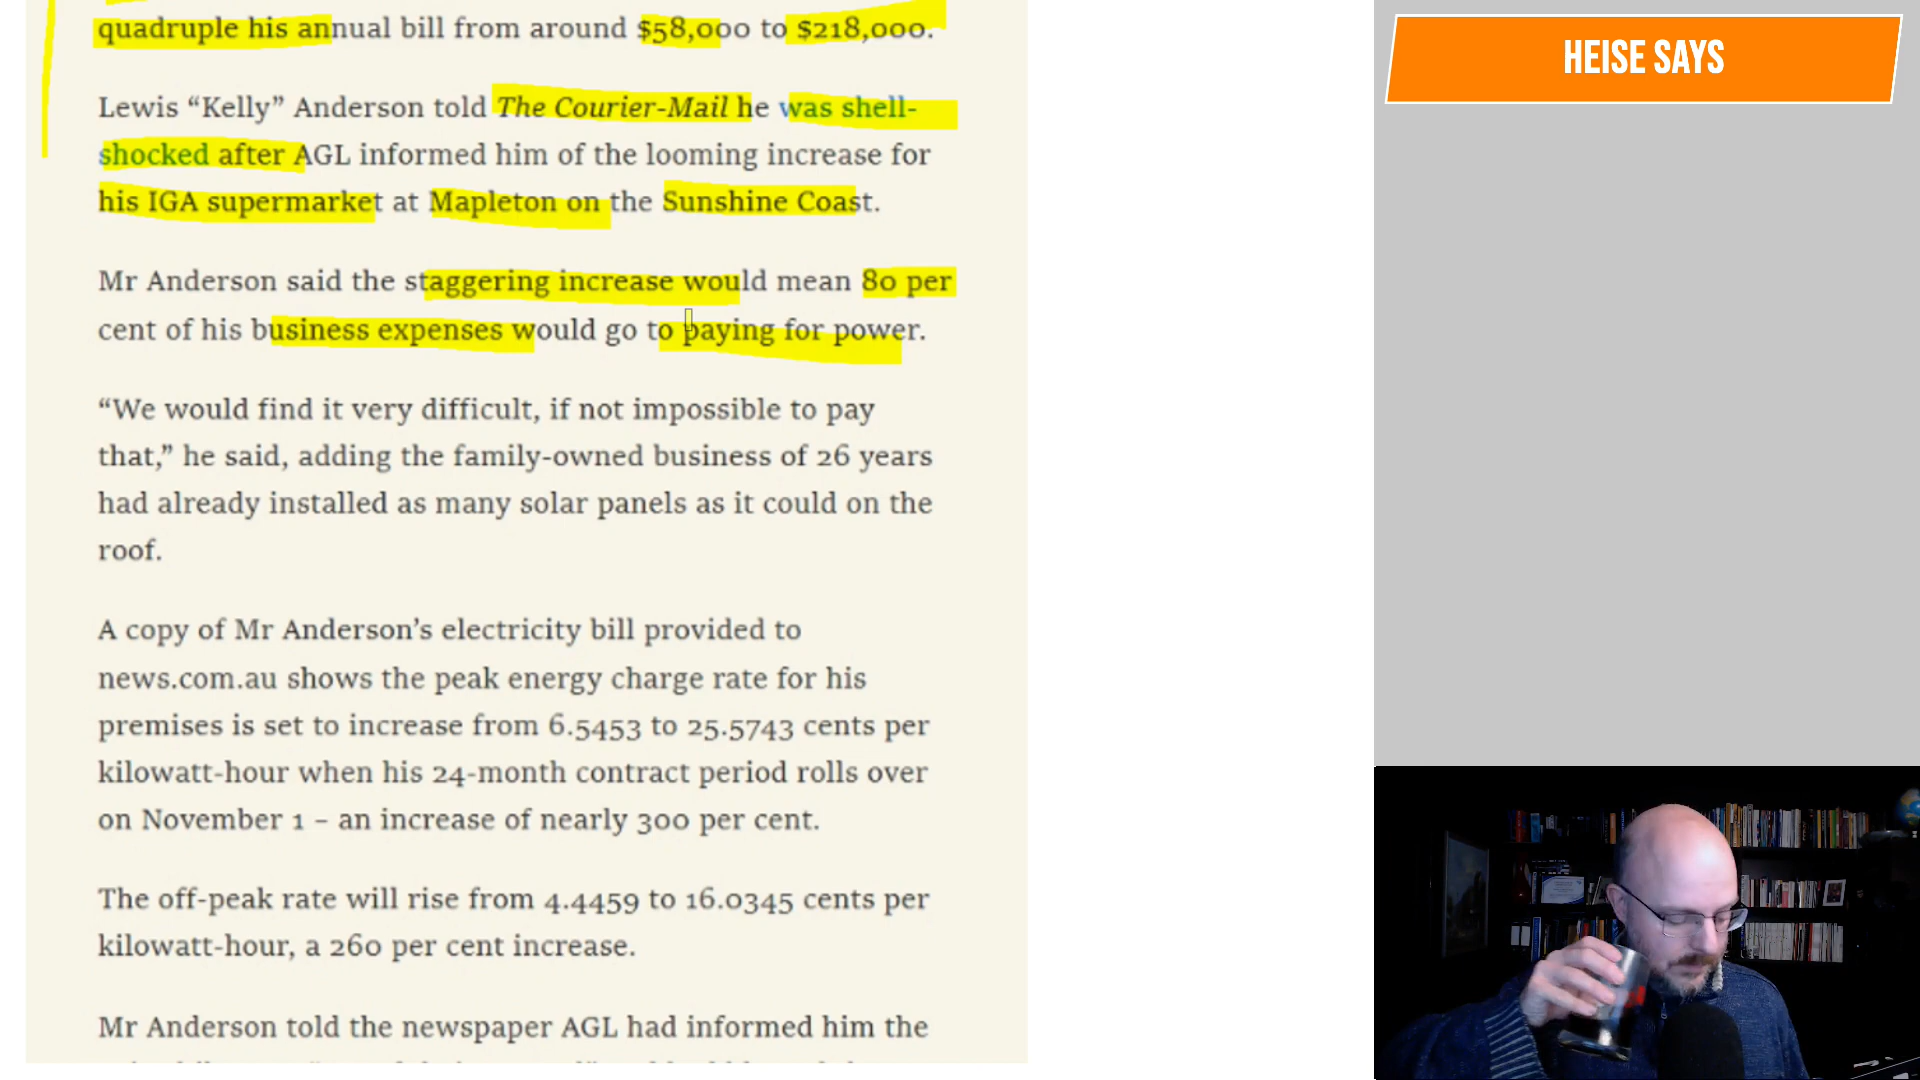 quadruple his annual bill from around $58,000 to $218,000.
Lewis “Kelly” Anderson told The Courier-Mail he was shell-
shocked after AGL informed him of the looming increase for
his IGA supermarket at Mapleton on the Sunshine Coast.
Mr Anderson said the staggering increase would mean 80 per
cent of his business expenses would go to paying for power.
“We would find it very difficult, if not impossible to pay
that,” he said, adding the family-owned business of 26 years
had already installed as many solar panels as it could on the
roof.
A copy of Mr Anderson’s electricity bill provided to
news.com.au shows the peak energy charge rate for his
premises is set to increase from 6.5453 to 25.5743 cents per
kilowatt-hour when his 24-month contract period rolls over
on November 1 – an increase of nearly 300 per cent.
The off-peak rate will rise from 4.4459 to 16.0345 cents per
kilowatt-hour, a 260 per cent increase.
Mr Anderson told the newspaper AGL had informed him the
HEISE SAYS